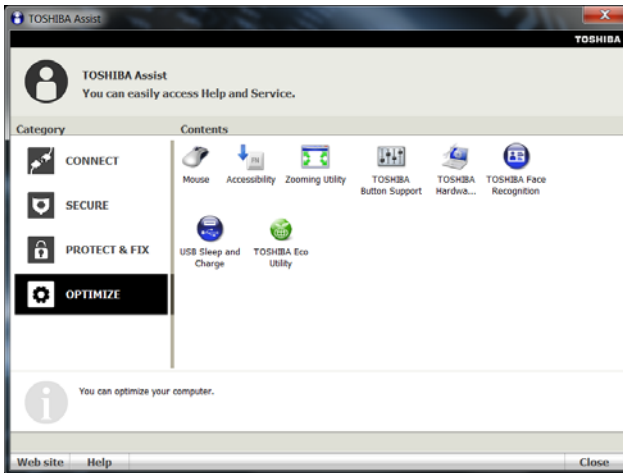 TOSHIBA Assist
TOSHIBA
TOSHIBA Assist
You can easily access Help and Service.
Category
Contents
CONNECT
SECURE
PROTECT & FIX
OPTIMIZE
Mouse
Accessibility
Zooming Utility
TOSHIBA
Button Support
TOSHIBA
Hardwa...
TOSHIBA Face
Recognition
USB Sleep and
Charge
TOSHIBA Eco
Utility
You can optimize your computer.
Web site
Help
Close